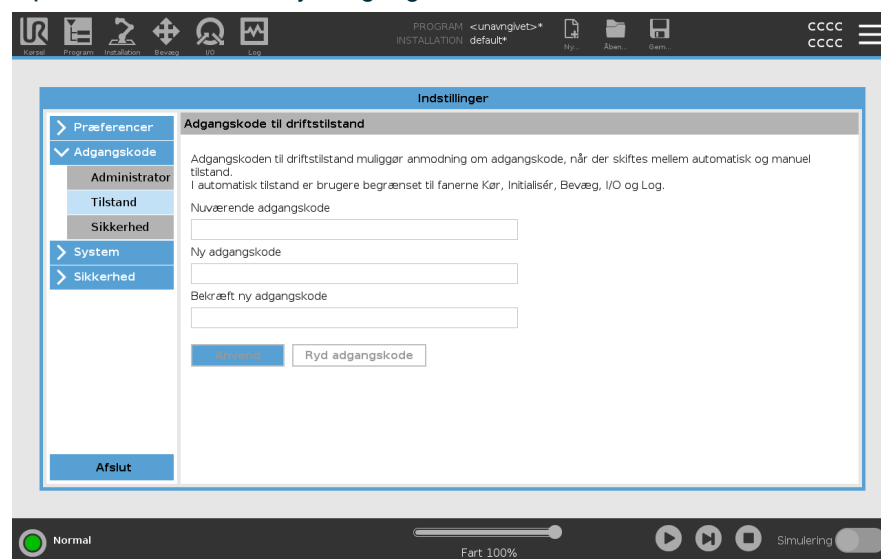 PROGRAM <unavngivet>*
INSTALLATION default*
CCCC
CCCC
Kørsel Program Installation Bevæg I/O Log Ny... Åben... Gem...
Indstillinger
Præferencer
Adgangskode
Administrator
Tilstand
Sikkerhed
System
Sikkerhed
Afslut
Adgangskode til driftstilstand
Adgangskoden til driftstilstand muliggør anmodning om adgangskode, når der skiftes mellem automatisk og manuel
tilstand.
I automatisk tilstand er brugere begrænset til fanerne Kør, Initialisér, Bevæg, I/O og Log.
Nuværende adgangskode
Ny adgangskode
Bekræft ny adgangskode
Anvend Ryd adgangskode
Normal
Fart 100%
Simulering